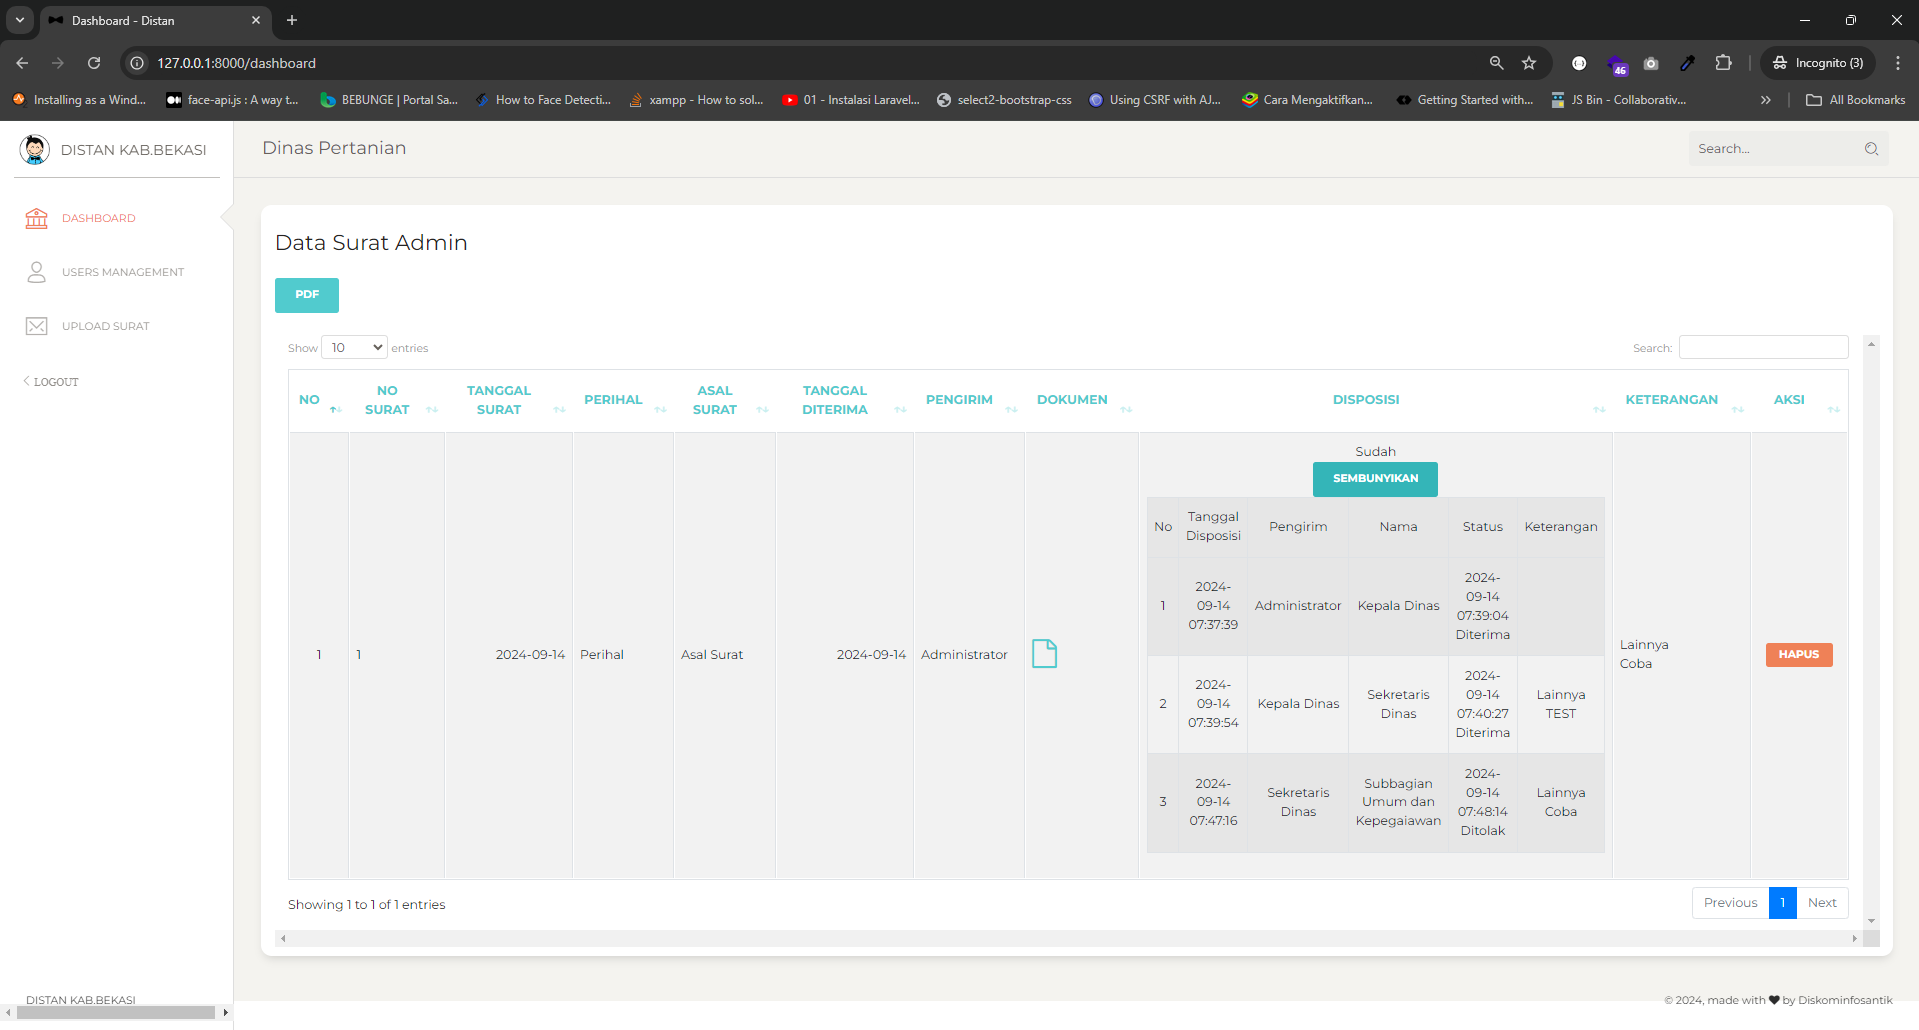 Dashboard - Distan
127.0.0.1:8000/dashboard
46
Incognito (3)
Installing as a Wind...
face-api.js : A way t...
BEBUNGE | Portal Sa...
How to Face Detecti...
xampp - How to sol...
01 - Instalasi Laravel...
select2-bootstrap-css
Using CSRF with AJ...
Cara Mengaktifkan...
Getting Started with...
JS Bin - Collaborativ...
All Bookmarks
DISTAN KAB.BEKASI
Dinas Pertanian
Search...
DASHBOARD
USERS MANAGEMENT
UPLOAD SURAT
LOGOUT
Data Surat Admin
PDF
Show 10 entries
Search:
NO
NO
SURAT
TANGGAL
SURAT
PERIHAL
ASAL
SURAT
TANGGAL
DITERIMA
PENGIRIM
DOKUMEN
DISPOSISI
KETERANGAN
AKSI
1
1
2024-09-14
Perihal
Asal Surat
2024-09-14
Administrator
Sudah
SEMBUNYIKAN
No
Tanggal
Disposisi
Pengirim
Nama
Status
Keterangan
1
2024-
09-14
07:37:39
Administrator
Kepala Dinas
2024-
09-14
07:39:04
Diterima
2
2024-
09-14
07:39:54
Kepala Dinas
Sekretaris
Dinas
2024-
09-14
07:40:27
Diterima
Lainnya
TEST
3
2024-
09-14
07:47:16
Sekretaris
Dinas
Subbagian
Umum dan
Kepegaiawan
2024-
09-14
07:48:14
Ditolak
Lainnya
Coba
Lainnya
Coba
HAPUS
Showing 1 to 1 of 1 entries
Previous
1
Next
DISTAN KAB.BEKASI
© 2024, made with ♥ by Diskominfosantik